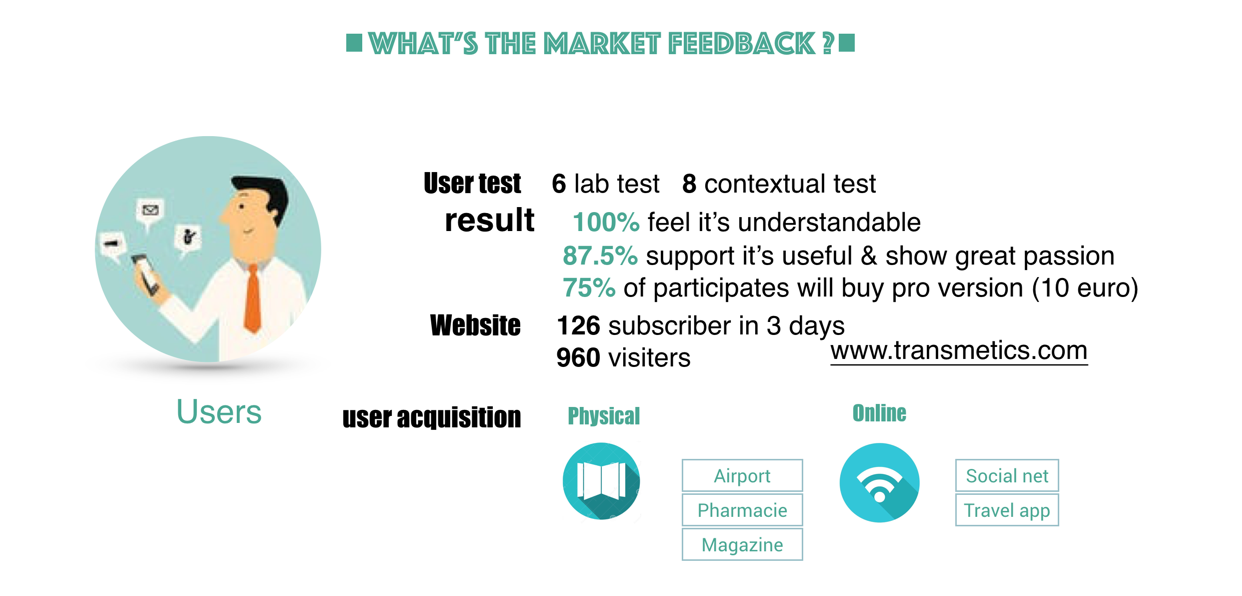 WHAT'S THE MARKET FEEDBACK ?
User test 6 lab test 8 contextual test
result 100% feel it's understandable
87.5% support it's useful & show great passion
75% of participates will buy pro version (10 euro)
Website 126 subscriber in 3 days
960 visiters www.transmetics.com
Users
user acquisition Physical Online
Airport Social net
Pharmacie Travel app
Magazine